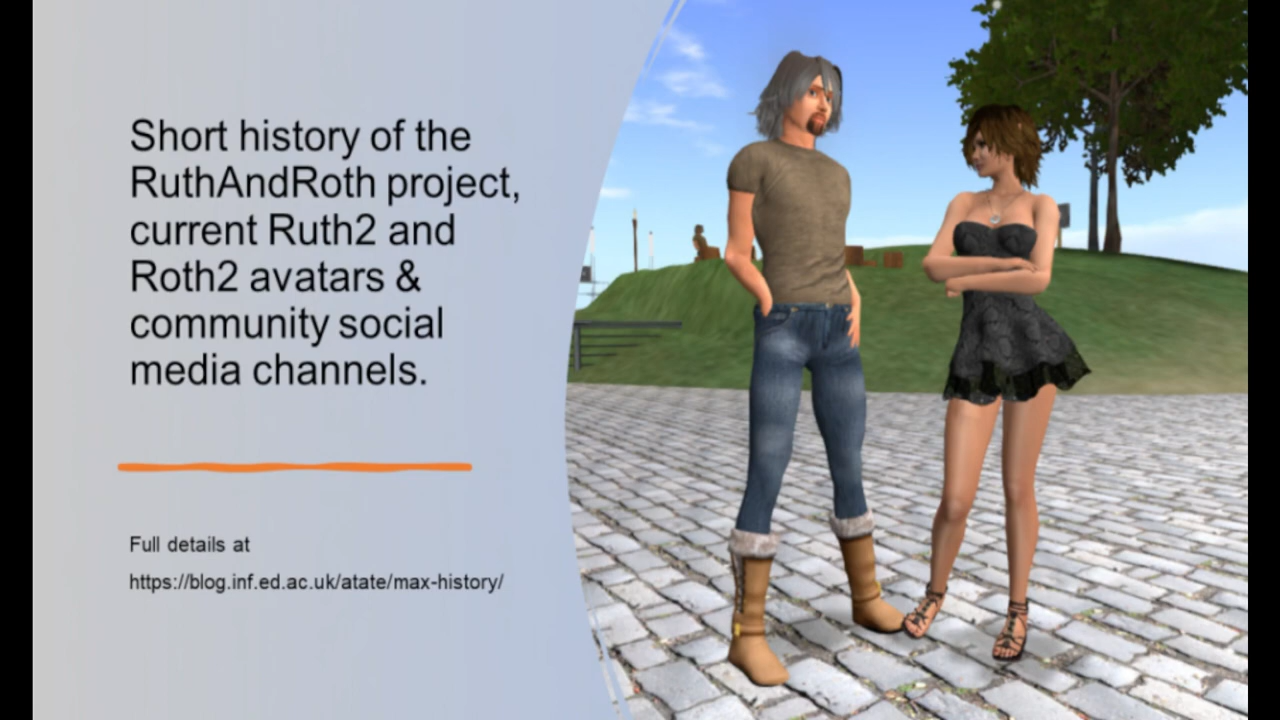 Short history of the
RuthAndRoth project,
current Ruth2 and
Roth2 avatars &
community social
media channels.
Full details at
https://blog.inf.ed.ac.uk/atate/max-history/